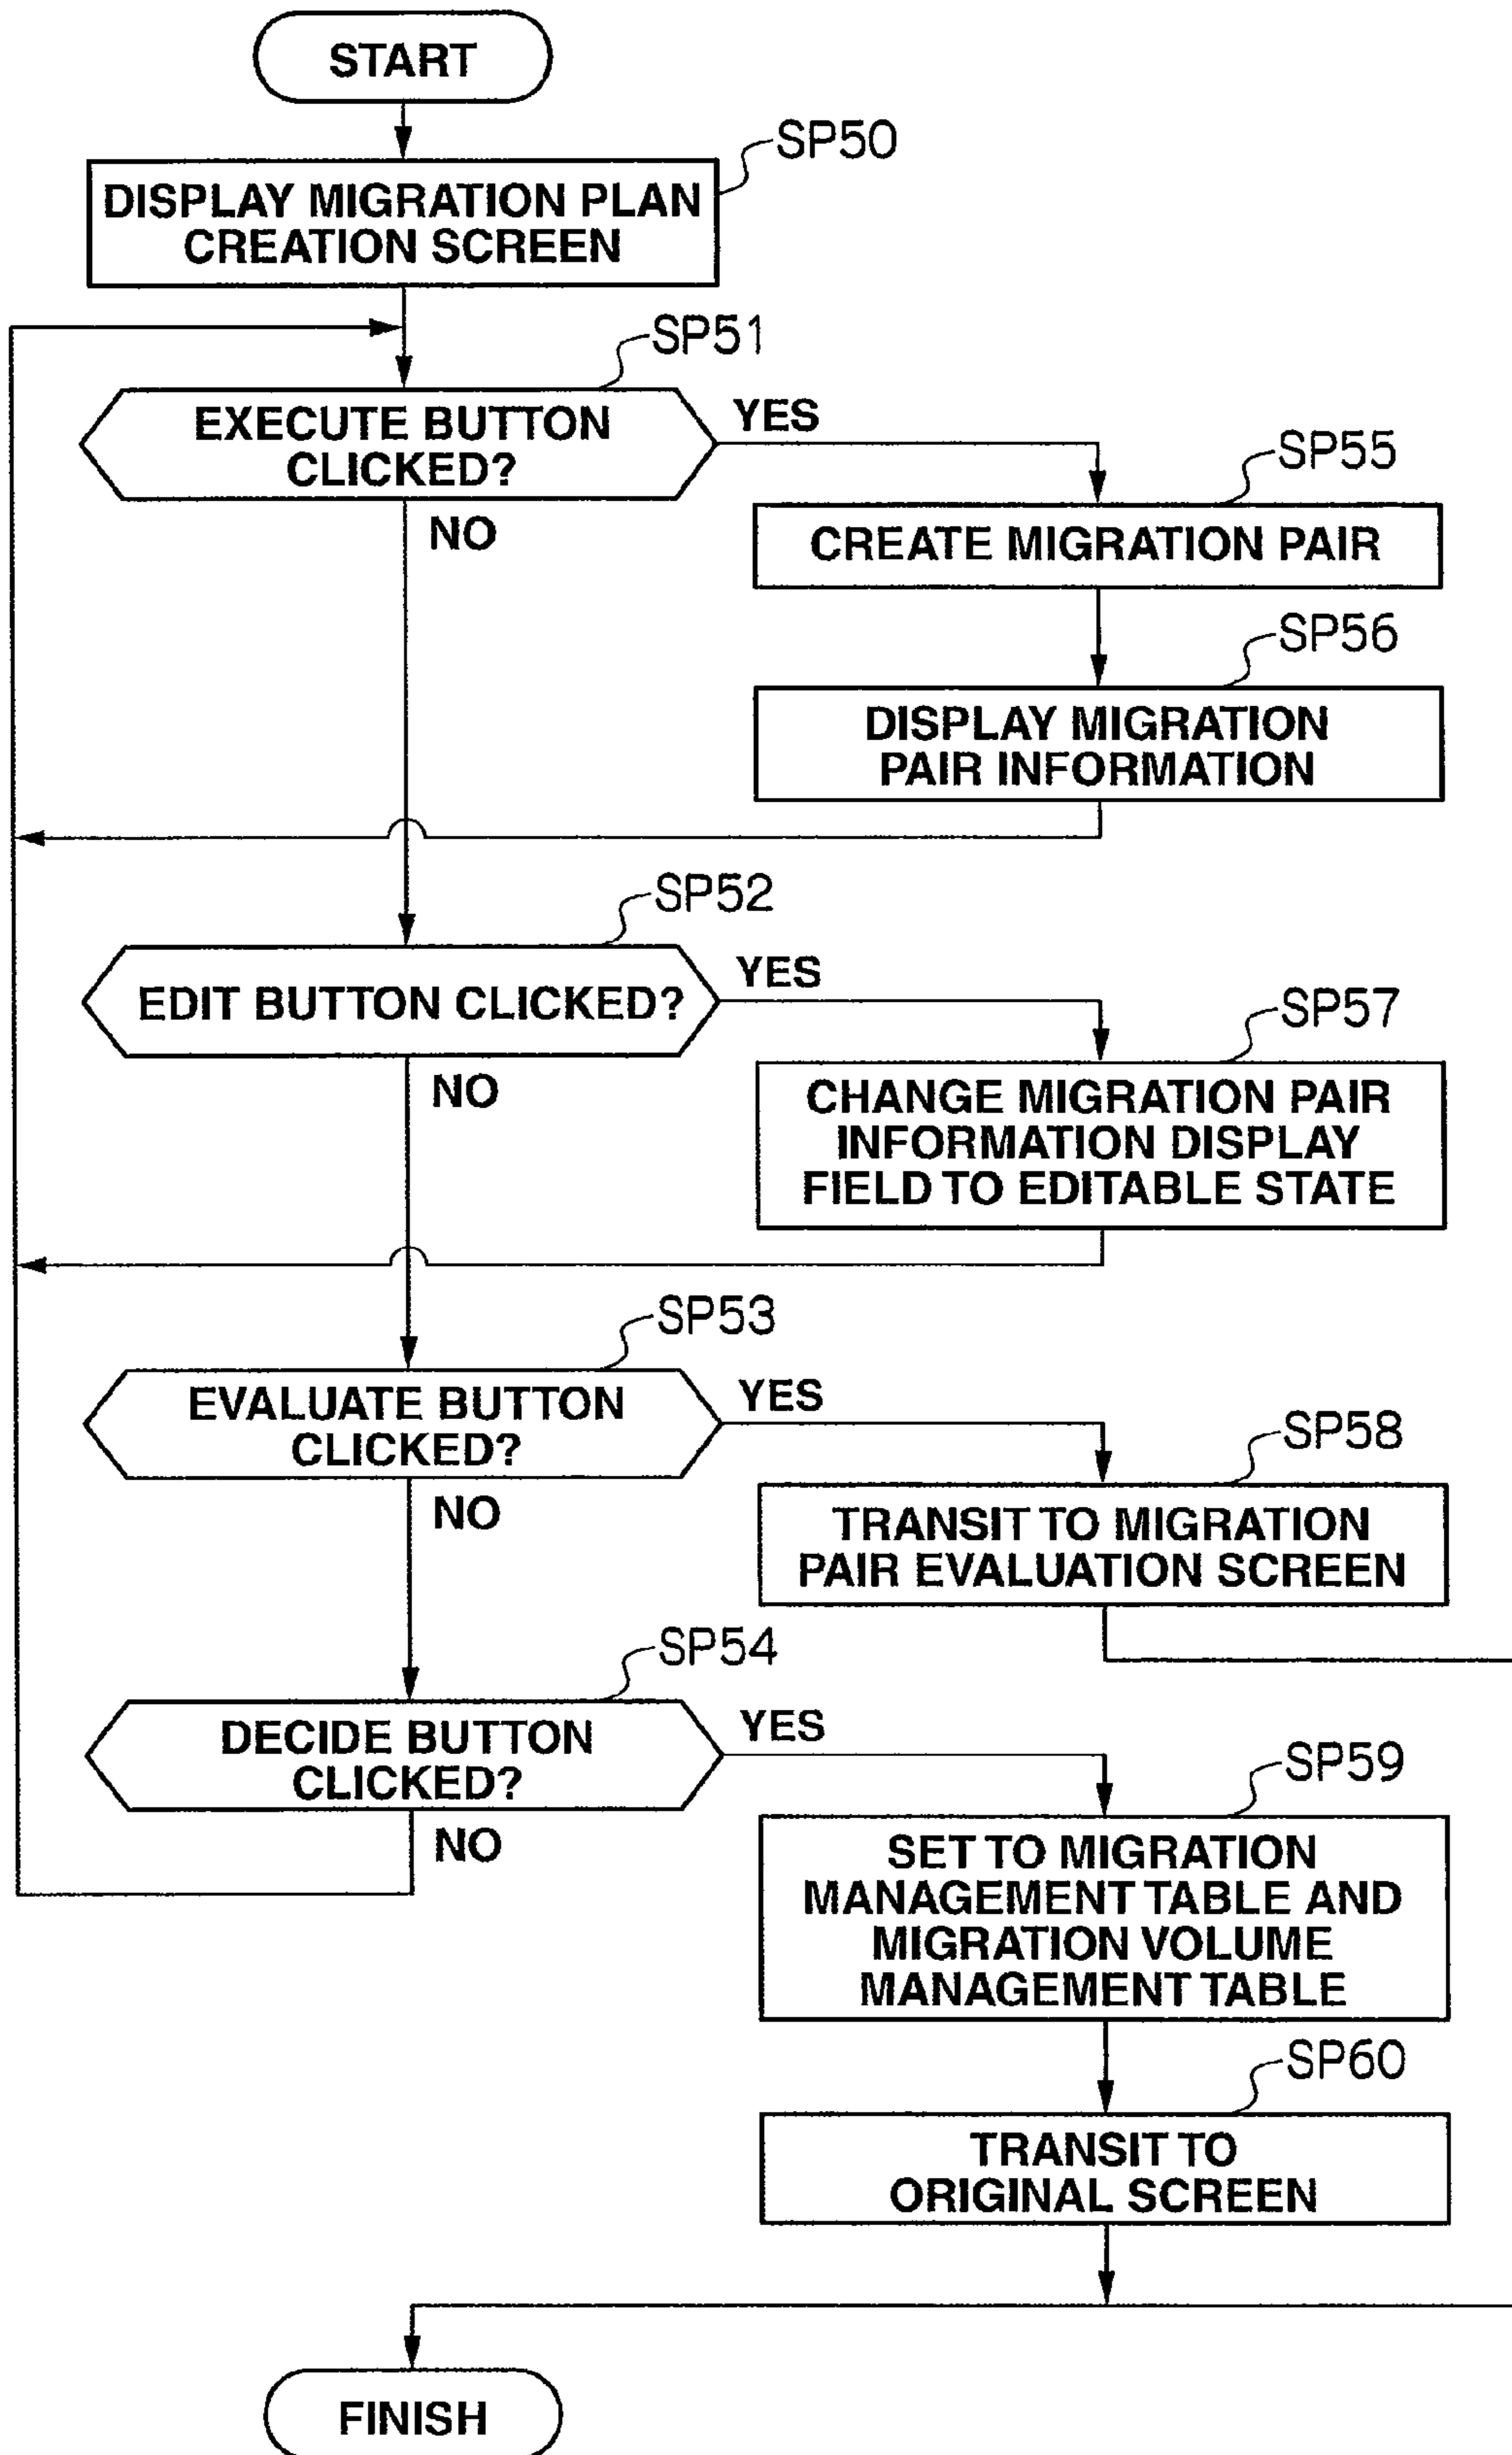 START
SP50
DISPLAY MIGRATION PLAN
CREATION SCREEN
SP51
EXECUTE BUTTON
CLICKED?
YES
NO
SP55
CREATE MIGRATION PAIR
SP56
DISPLAY MIGRATION
PAIR INFORMATION
SP52
EDIT BUTTON CLICKED?
YES
NO
SP57
CHANGE MIGRATION PAIR
INFORMATION DISPLAY
FIELD TO EDITABLE STATE
SP53
EVALUATE BUTTON
CLICKED?
YES
NO
SP58
TRANSIT TO MIGRATION
PAIR EVALUATION SCREEN
SP54
DECIDE BUTTON
CLICKED?
YES
NO
SP59
SET TO MIGRATION
MANAGEMENT TABLE AND
MIGRATION VOLUME
MANAGEMENT TABLE
SP60
TRANSIT TO
ORIGINAL SCREEN
FINISH